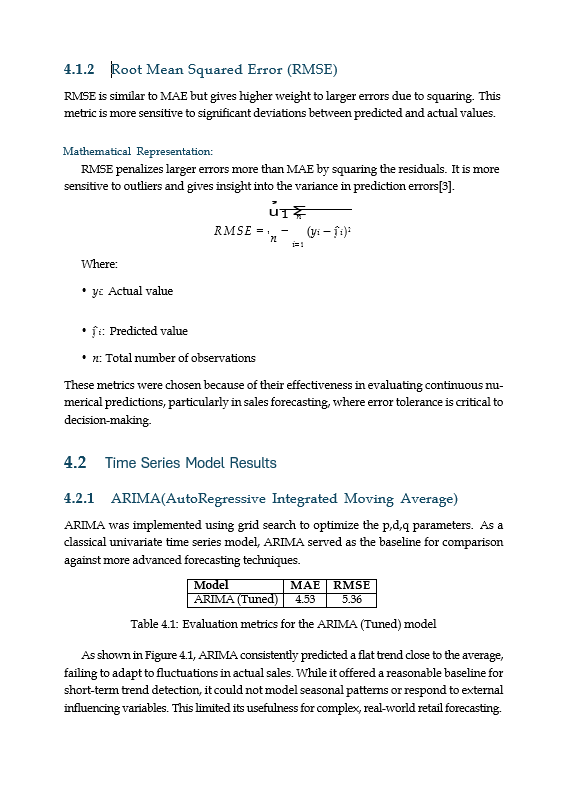 4.1.2 Root Mean Squared Error (RMSE)
RMSE is similar to MAE but gives higher weight to larger errors due to squaring. This
metric is more sensitive to significant deviations between predicted and actual values.
Mathematical Representation:
RMSE penalizes larger errors more than MAE by squaring the residuals. It is more
sensitive to outliers and gives insight into the variance in prediction errors[3].
u 1 Σ n
RMSE = n (yi − ŷi)²
i=1
Where:
• yi: Actual value
• ŷi: Predicted value
• n: Total number of observations
These metrics were chosen because of their effectiveness in evaluating continuous nu-
merical predictions, particularly in sales forecasting, where error tolerance is critical to
decision-making.
4.2 Time Series Model Results
4.2.1 ARIMA(AutoRegressive Integrated Moving Average)
ARIMA was implemented using grid search to optimize the p,d,q parameters. As a
classical univariate time series model, ARIMA served as the baseline for comparison
against more advanced forecasting techniques.
Model MAE RMSE
ARIMA (Tuned) 4.53 5.36
Table 4.1: Evaluation metrics for the ARIMA (Tuned) model
As shown in Figure 4.1, ARIMA consistently predicted a flat trend close to the average,
failing to adapt to fluctuations in actual sales. While it offered a reasonable baseline for
short-term trend detection, it could not model seasonal patterns or respond to external
influencing variables. This limited its usefulness for complex, real-world retail forecasting.